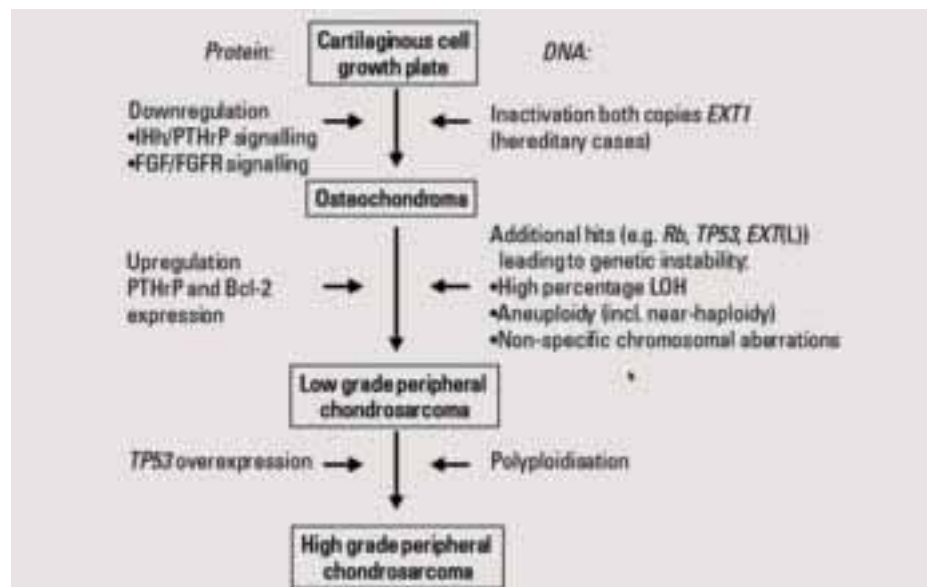 Protein:
Cartilaginous cell
growth plate
DNA:
Downregulation
•IHh/PTHrP signalling
•FGF/FGFR signalling
Inactivation both copies EXT1
(hereditary cases)
Osteochondroma
Upregulation
PTHrP and Bcl-2
expression
Additional hits (e.g. Rb, TP53, EXT(L))
leading to genetic instability:
•High percentage LOH
•Aneuploidy (incl. near-haploidy)
•Non-specific chromosomal aberrations
Low grade peripheral
chondrosarcoma
TP53 overexpression
Polyploidisation
High grade peripheral
chondrosarcoma